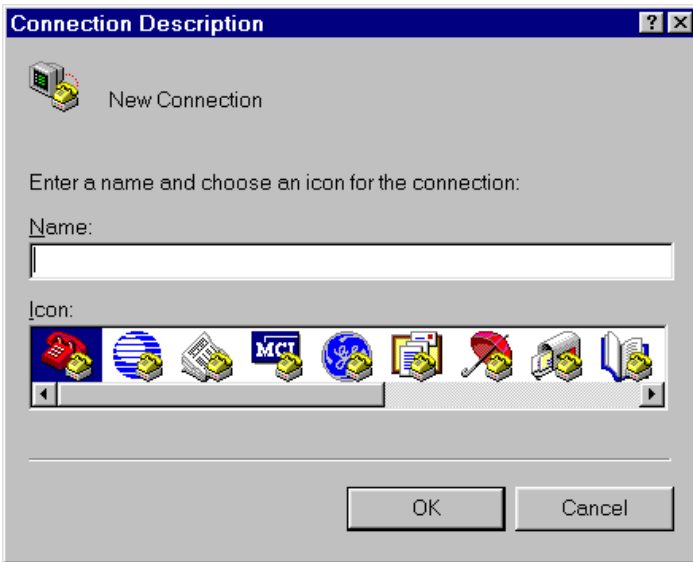 Connection Description
New Connection
Enter a name and choose an icon for the connection:
Name:
Icon:
MCI
OK Cancel